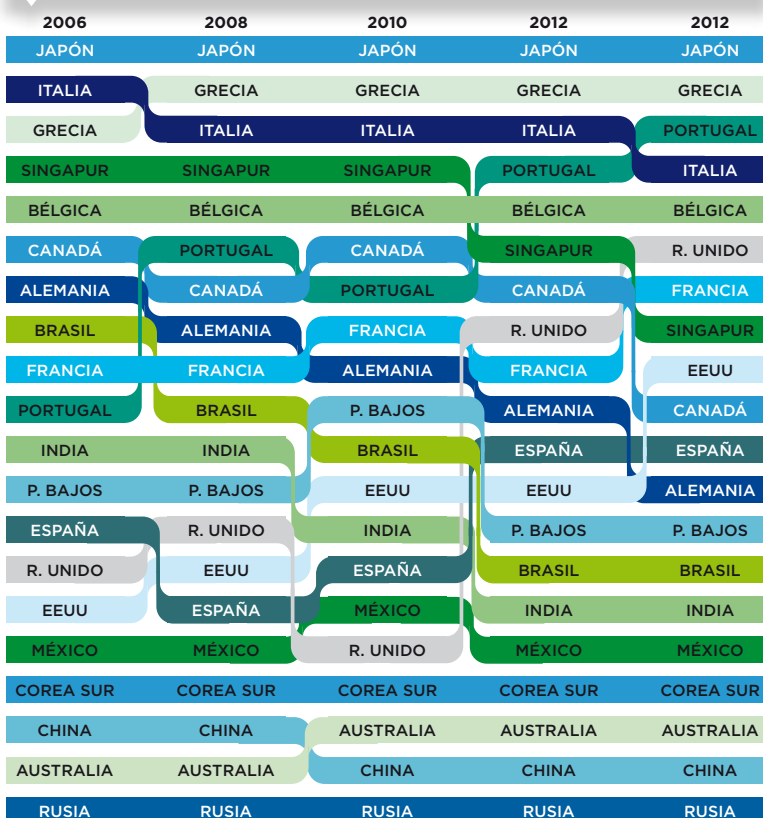 2006 2008 2010 2012 2012
JAPÓN JAPÓN JAPÓN JAPÓN JAPÓN
ITALIA GRECIA GRECIA GRECIA GRECIA
GRECIA ITALIA ITALIA ITALIA PORTUGAL
SINGAPUR SINGAPUR SINGAPUR PORTUGAL ITALIA
BÉLGICA BÉLGICA BÉLGICA BÉLGICA BÉLGICA
CANADÁ PORTUGAL CANADÁ SINGAPUR R. UNIDO
ALEMANIA CANADÁ PORTUGAL CANADÁ FRANCIA
BRASIL ALEMANIA FRANCIA R. UNIDO SINGAPUR
FRANCIA FRANCIA ALEMANIA FRANCIA EEUU
PORTUGAL BRASIL P. BAJOS ALEMANIA CANADÁ
INDIA INDIA BRASIL ESPAÑA ESPAÑA
P. BAJOS P. BAJOS EEUU EEUU ALEMANIA
ESPAÑA R. UNIDO INDIA P. BAJOS P. BAJOS
R. UNIDO EEUU ESPAÑA BRASIL BRASIL
EEUU ESPAÑA MÉXICO INDIA INDIA
MÉXICO MÉXICO R. UNIDO MÉXICO MÉXICO
COREA SUR COREA SUR COREA SUR COREA SUR COREA SUR
CHINA CHINA AUSTRALIA AUSTRALIA AUSTRALIA
AUSTRALIA AUSTRALIA CHINA CHINA CHINA
RUSIA RUSIA RUSIA RUSIA RUSIA